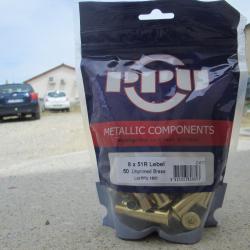 PPU
METALLIC COMPONENTS
8 x 51R Lebel
50 Unprimed Brass